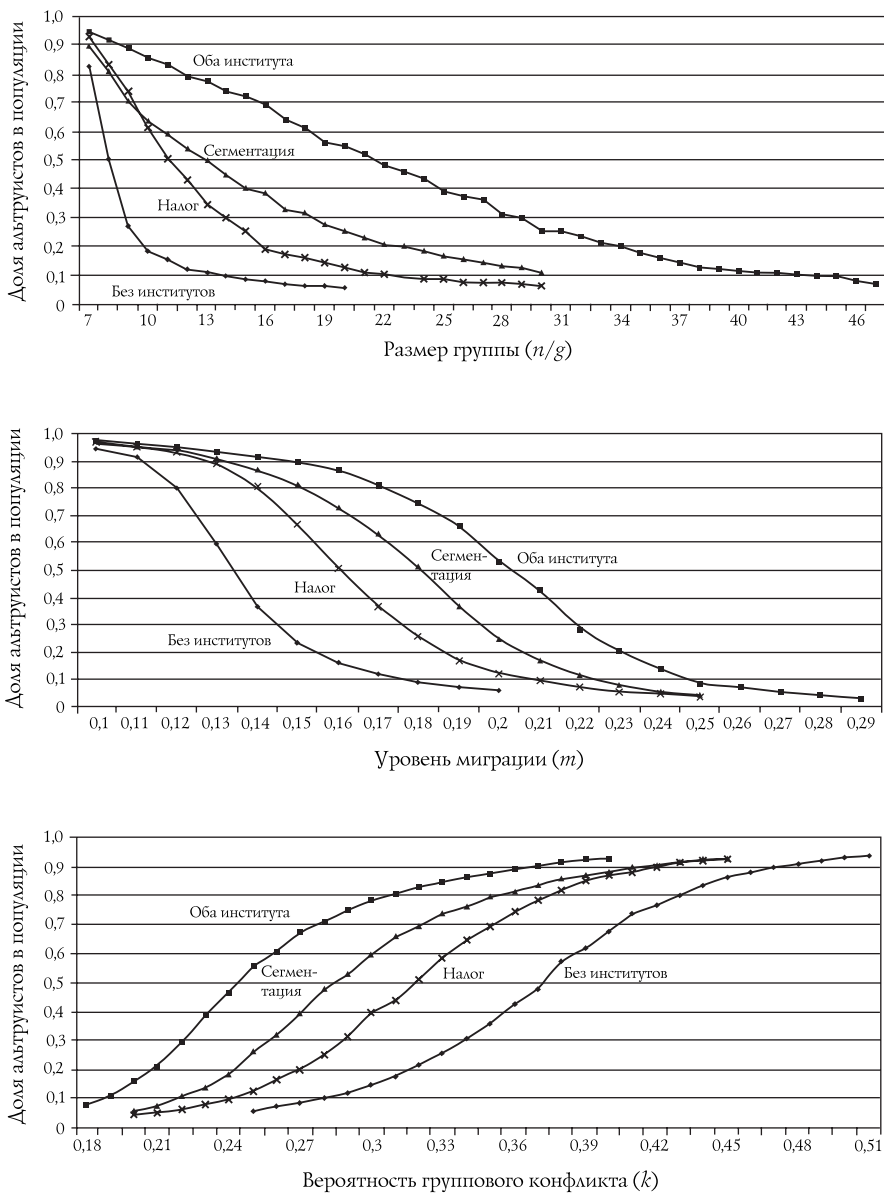 Доля альтруистов в популяции
1,0
0,9
0,8
0,7
0,6
0,5
0,4
0,3
0,2
0,1
0
Оба института
Сегментация
Налог
Без институтов
7 10 13 16 19 22 25 28 31 34 37 40 43 46
Размер группы (n/g)
Доля альтруистов в популяции
1,0
0,9
0,8
0,7
0,6
0,5
0,4
0,3
0,2
0,1
0
Сегмен-
тация
Оба института
Налог
Без институтов
0,1 0,11 0,12 0,13 0,14 0,15 0,16 0,17 0,18 0,19 0,2 0,21 0,22 0,23 0,24 0,25 0,26 0,27 0,28 0,29
Уровень миграции (m)
Доля альтруистов в популяции
1,0
0,9
0,8
0,7
0,6
0,5
0,4
0,3
0,2
0,1
0
Оба института
Сегмен-
тация
Налог
Без институтов
0,18 0,21 0,24 0,27 0,3 0,33 0,36 0,39 0,42 0,45 0,48 0,51
Вероятность группового конфликта (k)